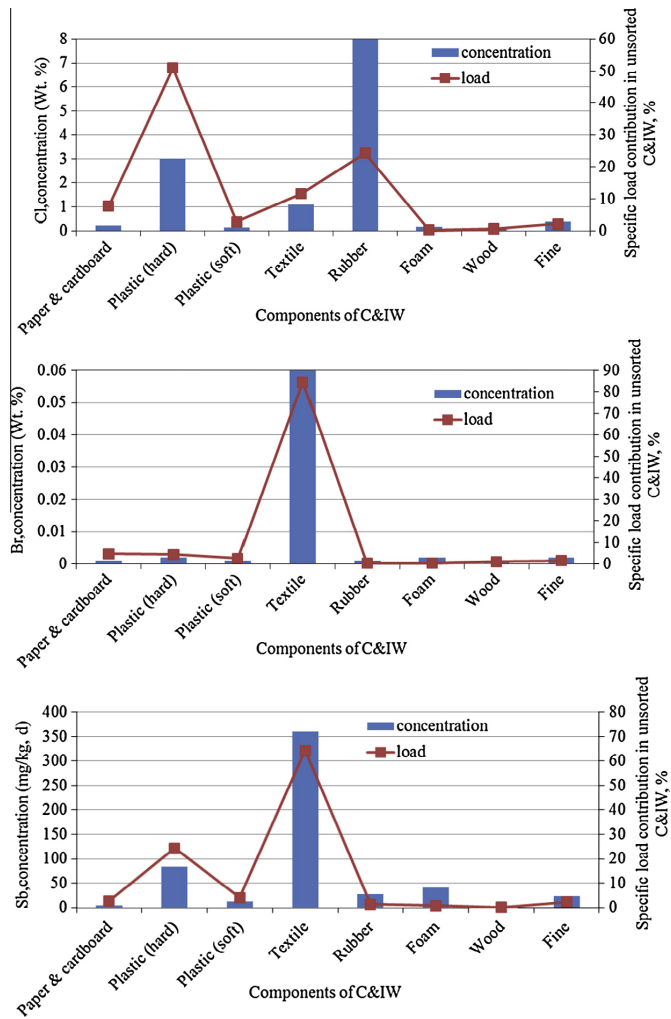 Cl,concentration (Wt. %)
8
7
6
5
4
3
2
1
0
concentration
load
60
50
40
30
20
10
0
Specific load contribution in unsorted
C&IW, %
Paper & cardboard
Plastic (hard)
Plastic (soft)
Textile
Rubber
Foam
Wood
Fine
Components of C&IW
Br,concentration (Wt. %)
0.06
0.05
0.04
0.03
0.02
0.01
0
concentration
load
90
80
70
60
50
40
30
20
10
0
Specific load contribution in unsorted
C&IW, %
Paper & cardboard
Plastic (hard)
Plastic (soft)
Textile
Rubber
Foam
Wood
Fine
Components of C&IW
Sb,concentration (mg/kg, d)
400
350
300
250
200
150
100
50
0
concentration
load
80
70
60
50
40
30
20
10
0
Specific load contribution in unsorted
C&IW, %
Paper & cardboard
Plastic (hard)
Plastic (soft)
Textile
Rubber
Foam
Wood
Fine
Components of C&IW